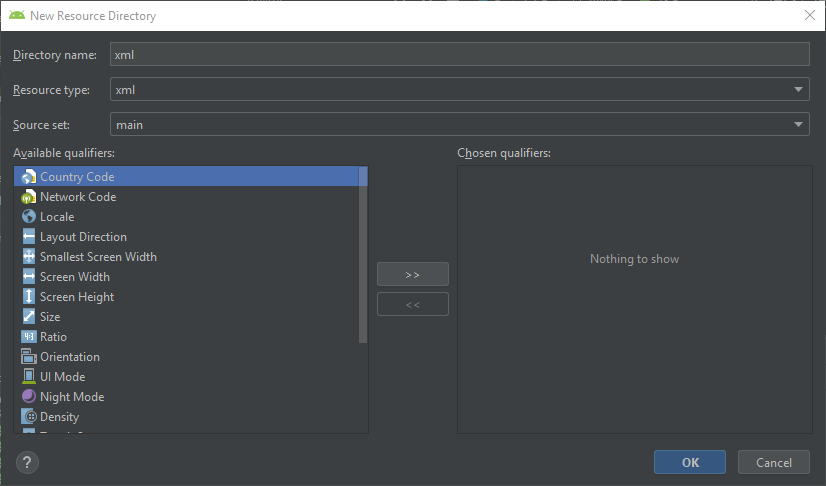 New Resource Directory
Directory name: xml
Resource type: xml
Source set: main
Available qualifiers:
Chosen qualifiers:
Country Code
Network Code
Locale
Layout Direction
Smallest Screen Width
Screen Width
Screen Height
Size
4:3 Ratio
Orientation
UI Mode
Night Mode
Density
>>
<<
Nothing to show
?
OK
Cancel